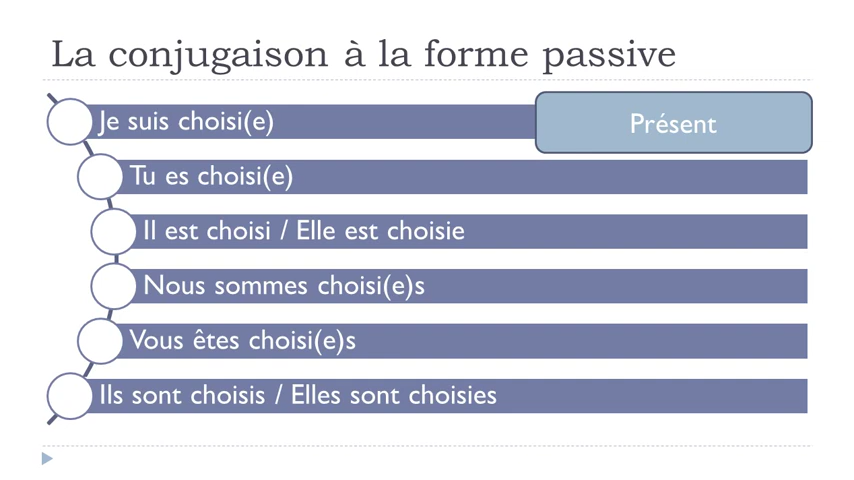 La conjugaison à la forme passive
Je suis choisi(e)
Présent
Tu es choisi(e)
Il est choisi / Elle est choisie
Nous sommes choisi(e)s
Vous êtes choisi(e)s
Ils sont choisis / Elles sont choisies